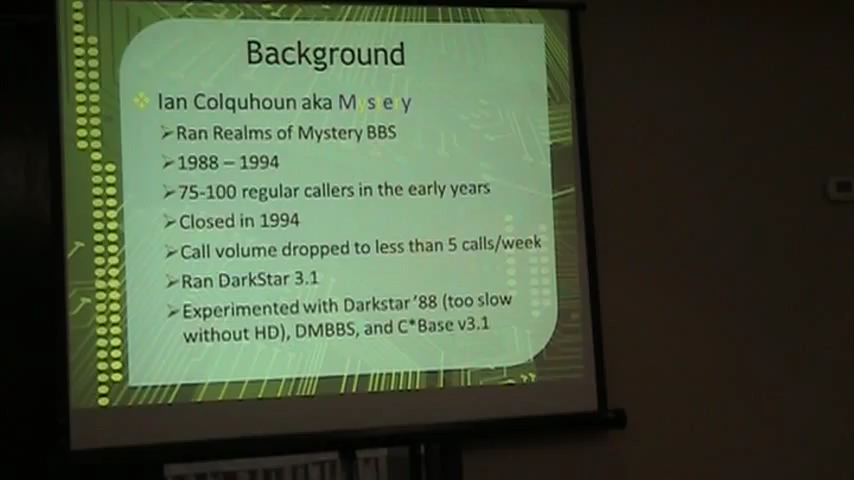 Background
Ian Colquhoun aka Mystery
Ran Realms of Mystery BBS
1988 – 1994
75-100 regular callers in the early years
Closed in 1994
Call volume dropped to less than 5 calls/week
Ran DarkStar 3.1
Experimented with Darkstar '88 (too slow
without HD), DMBBS, and C*Base v3.1